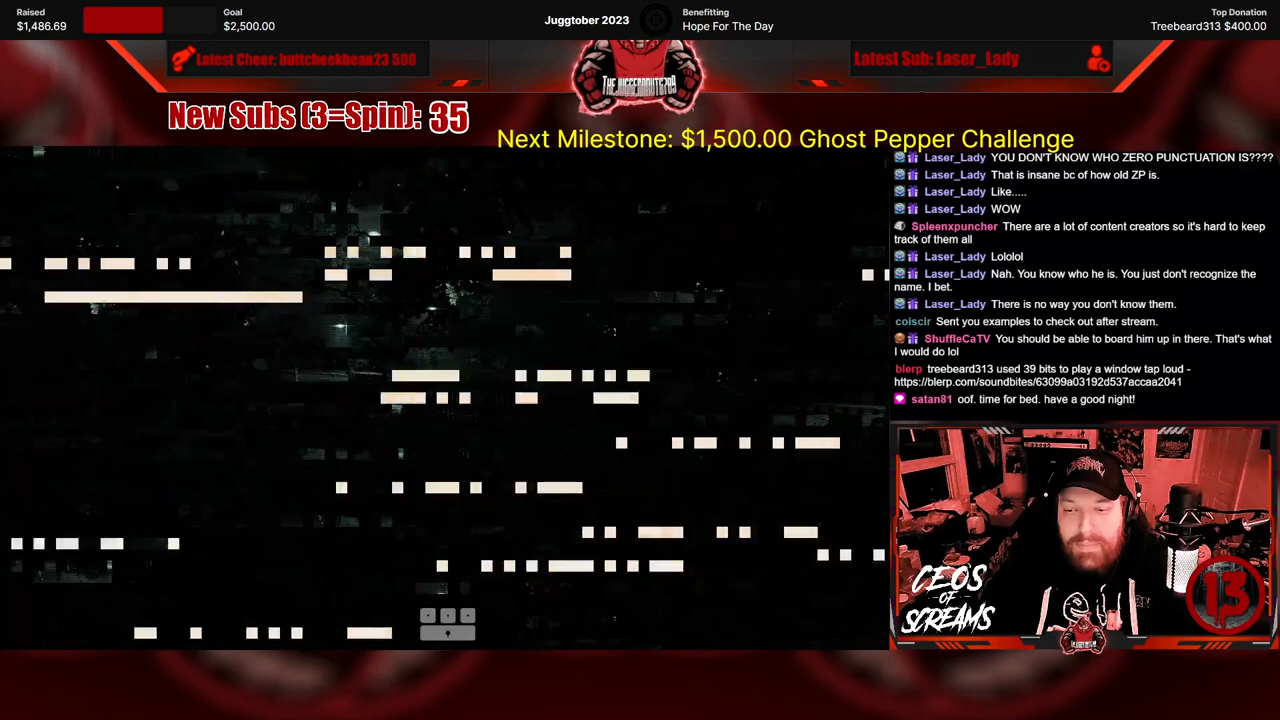 Raised
$1,486.69
Goal
$2,500.00
Juggtober 2023
Benefitting
Hope For The Day
Top Donation
Treebeard313 $400.00
Latest Cheer: buttcheekbeau23 500
THEJUGGERNAUTS789
Latest Sub: Laser_Lady
New Subs (3=Spin): 35
Next Milestone: $1,500.00 Ghost Pepper Challenge
Laser_Lady YOU DON'T KNOW WHO ZERO PUNCTUATION IS????
Laser_Lady That is insane bc of how old ZP is.
Laser_Lady Like.....
Laser_Lady WOW
Spleenxpuncher There are a lot of content creators so it's hard to keep
track of them all
Laser_Lady Lolololol
Laser_Lady Nah. You know who he is. You just don't recognize the
name. I bet.
Laser_Lady There is no way you don't know them.
coiscir Sent you examples to check out after stream.
ShuffleCaTV You should be able to board him up in there. That's what
I would do lol
blerp treebeard313 used 39 bits to play a window tap loud -
https://blerp.com/soundbites/63099a03192d537accaa2041
satan81 oof. time for bed. have a good night!
CEOS
OF
SCREAMS
13